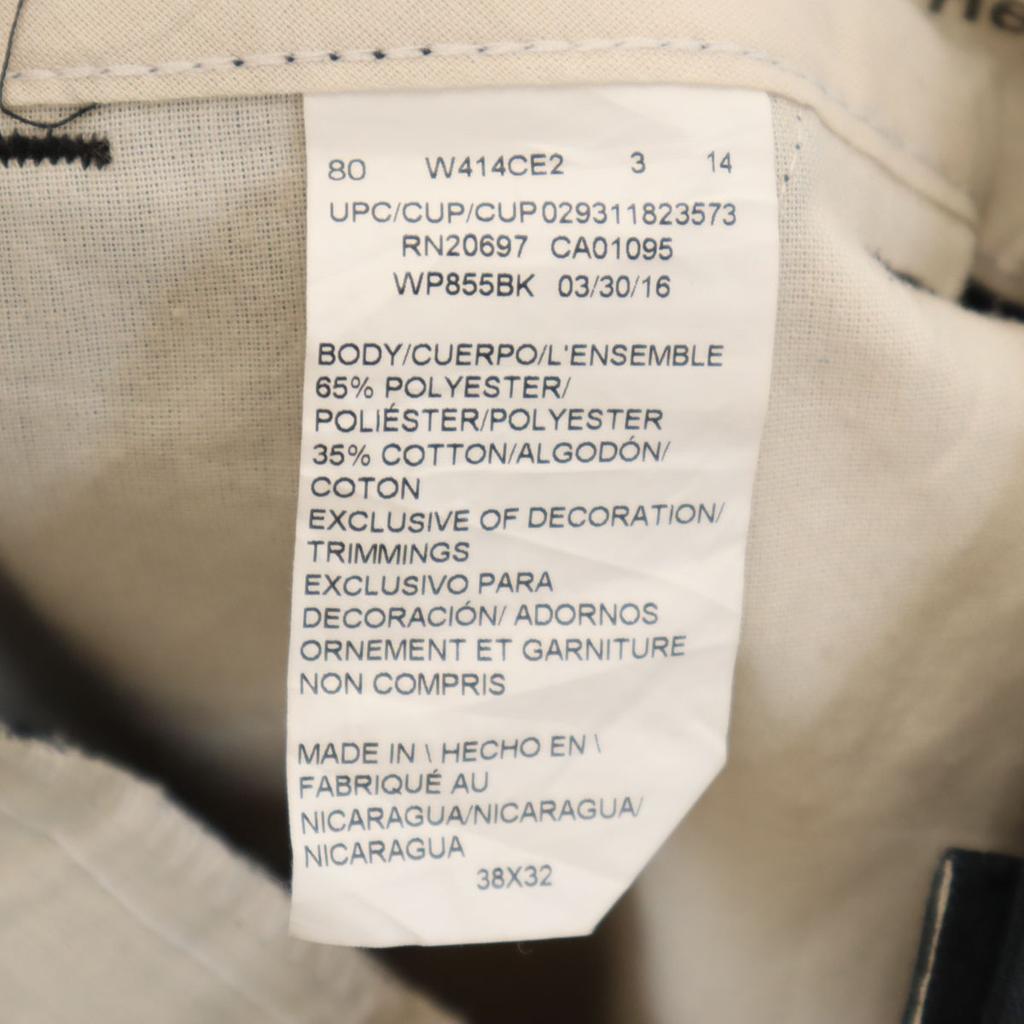 80 W414CE2 3 14
UPC/CUP/CUP 029311823573
RN20697 CA01095
WP855BK 03/30/16
BODY/CUERPO/L'ENSEMBLE
65% POLYESTER/
POLIÉSTER/POLYESTER
35% COTTON/ALGODÓN/
COTON
EXCLUSIVE OF DECORATION/
TRIMMINGS
EXCLUSIVO PARA
DECORACIÓN/ ADORNOS
ORNEMENT ET GARNITURE
NON COMPRIS
MADE IN \ HECHO EN \
FABRIQUÉ AU
NICARAGUA/NICARAGUA/
NICARAGUA
38X32